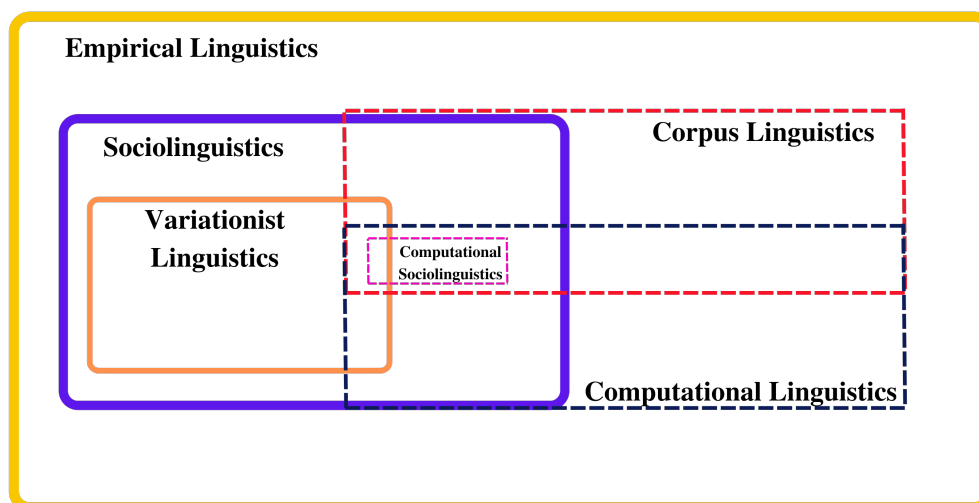 Empirical Linguistics
Sociolinguistics
Corpus Linguistics
Variationist
Linguistics
Computational
Sociolinguistics
Computational Linguistics